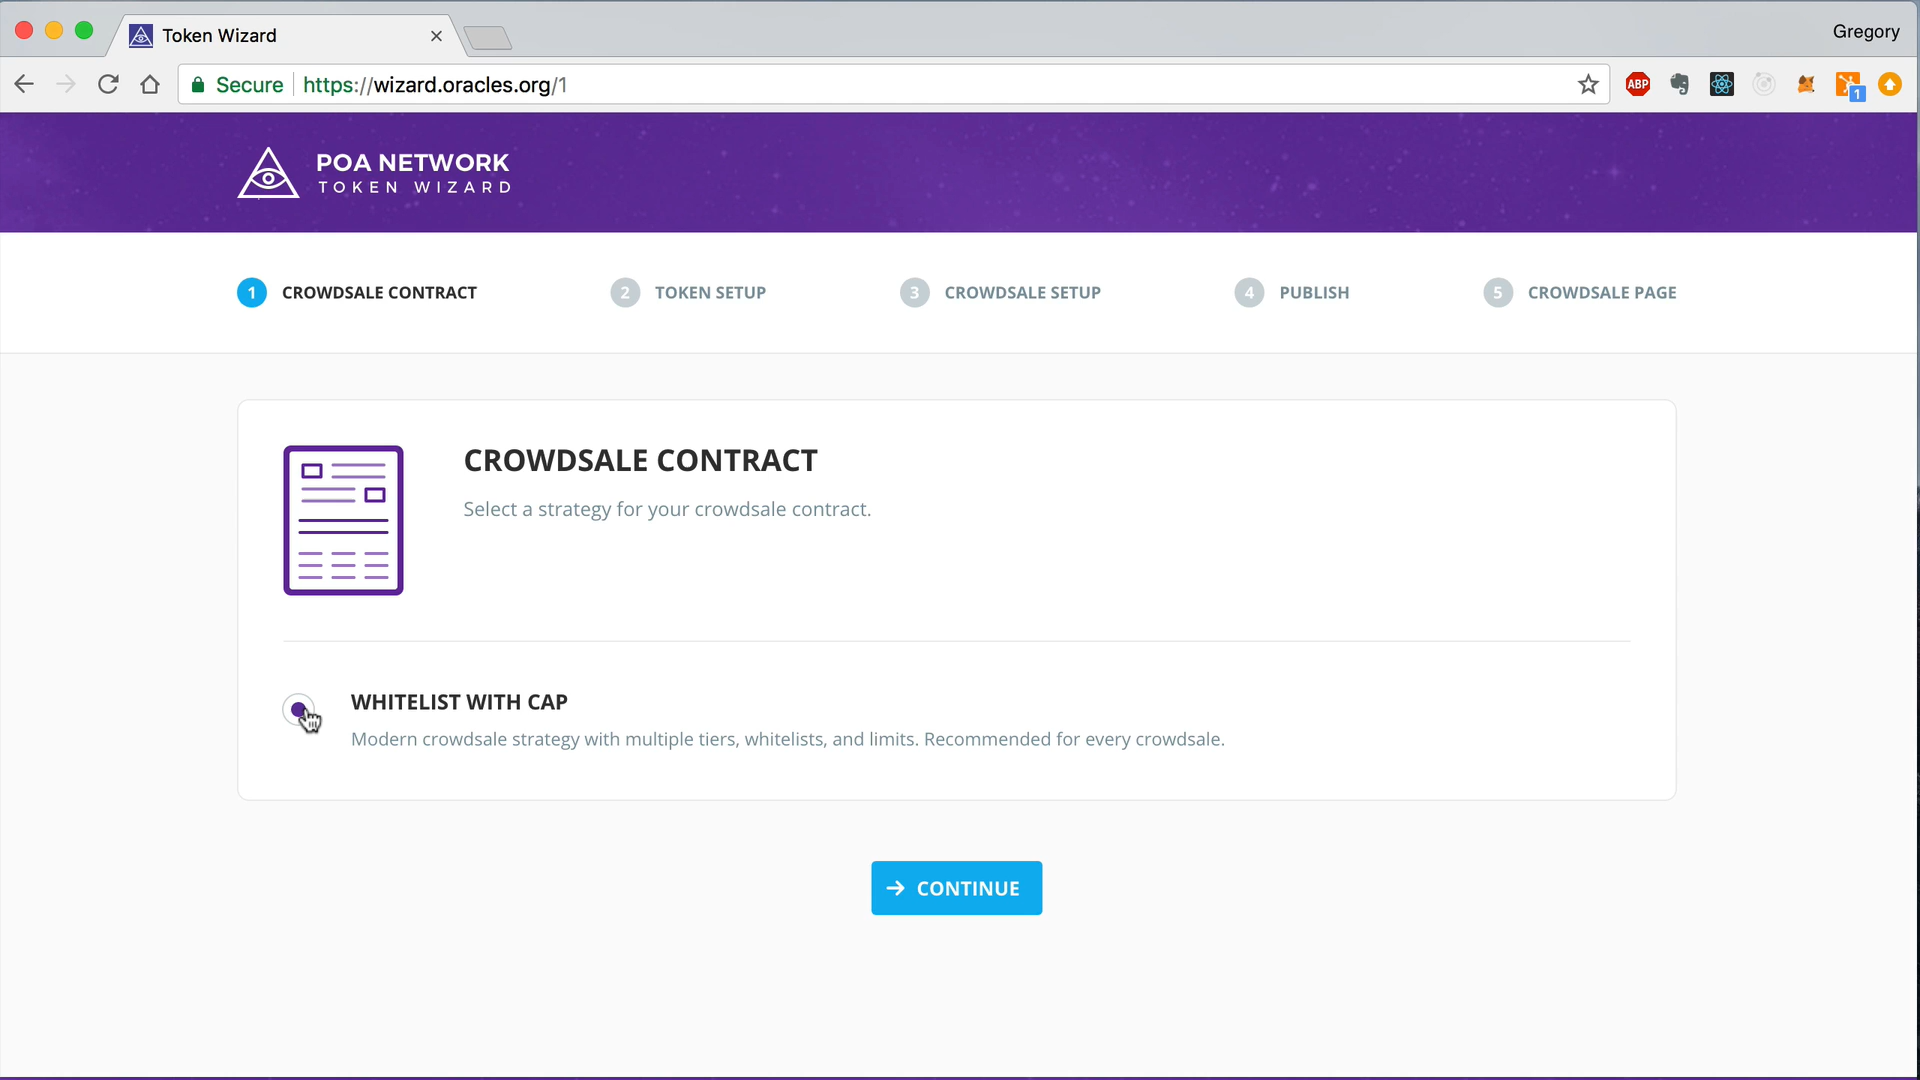 Token Wizard
Gregory
Secure https://wizard.oracles.org/1
ABP
1
POA NETWORK
TOKEN WIZARD
1 CROWDSALE CONTRACT
2 TOKEN SETUP
3 CROWDSALE SETUP
4 PUBLISH
5 CROWDSALE PAGE
CROWDSALE CONTRACT
Select a strategy for your crowdsale contract.
WHITELIST WITH CAP
Modern crowdsale strategy with multiple tiers, whitelists, and limits. Recommended for every crowdsale.
CONTINUE